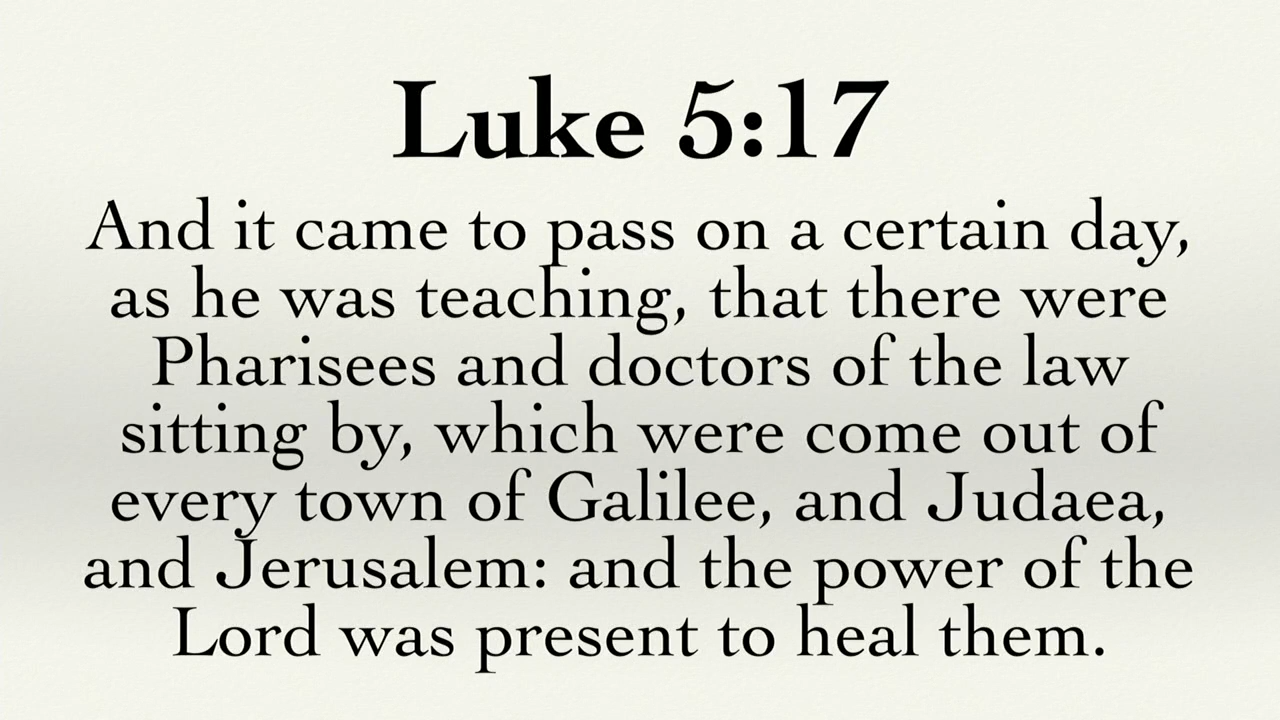 Luke 5:17
And it came to pass on a certain day,
as he was teaching, that there were
Pharisees and doctors of the law
sitting by, which were come out of
every town of Galilee, and Judaea,
and Jerusalem: and the power of the
Lord was present to heal them.